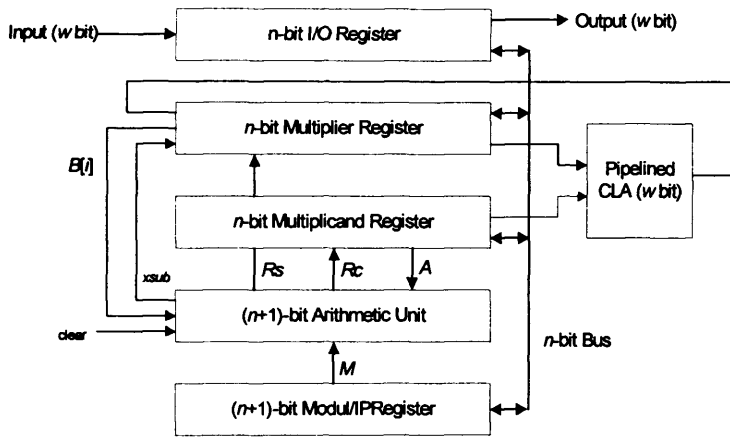 Input (w bit)
n-bit I/O Register
Output (w bit)
n-bit Multiplier Register
B[i]
Pipelined
CLA (w bit)
n-bit Multiplicand Register
xsub
Rs
Rc
A
(n+1)-bit Arithmetic Unit
clear
n-bit Bus
M
(n+1)-bit Modul/IPRegister